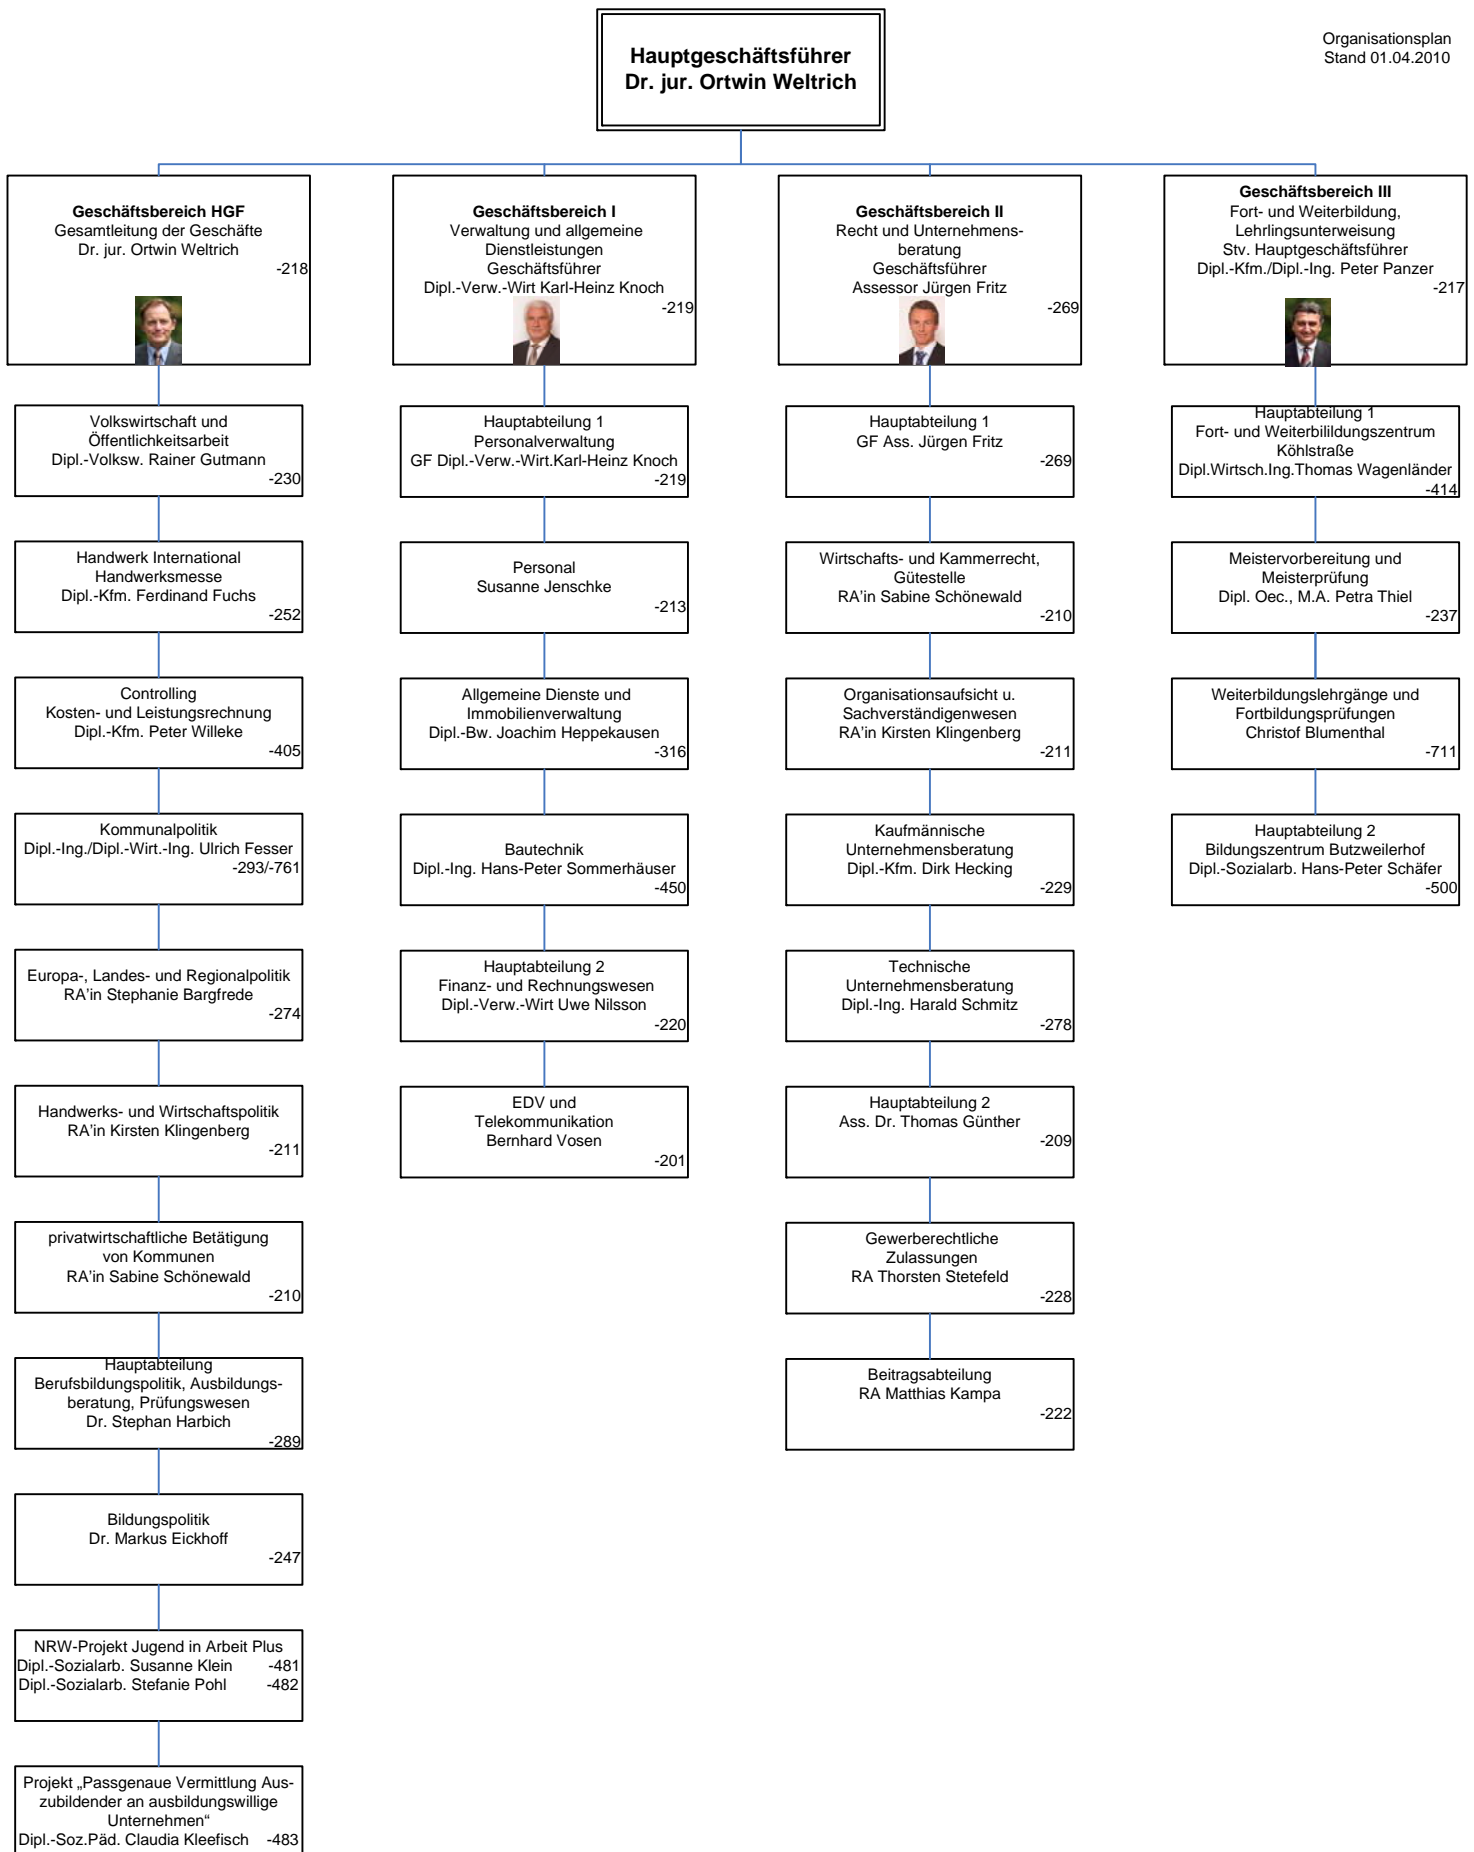 Hauptgeschäftsführer
Dr. jur. Ortwin Weltrich
Organisationsplan
Stand 01.04.2010
Geschäftsbereich HGF
Gesamtleitung der Geschäfte
Dr. jur. Ortwin Weltrich
-218
Volkswirtschaft und
Öffentlichkeitsarbeit
Dipl.-Volksw. Rainer Gutmann
-230
Handwerk International
Handwerksmesse
Dipl.-Kfm. Ferdinand Fuchs
-252
Controlling
Kosten- und Leistungsrechnung
Dipl.-Kfm. Peter Willeke
-405
Kommunalpolitik
Dipl.-Ing./Dipl.-Wirt.-Ing. Ulrich Fesser
-293/-761
Europa-, Landes- und Regionalpolitik
RA'in Stephanie Bargfrede
-274
Handwerks- und Wirtschaftspolitik
RA'in Kirsten Klingenberg
-211
privatwirtschaftliche Betätigung
von Kommunen
RA'in Sabine Schönewald
-210
Hauptabteilung
Berufsbildungspolitik, Ausbildungs-
beratung, Prüfungswesen
Dr. Stephan Harbich
-289
Bildungspolitik
Dr. Markus Eickhoff
-247
NRW-Projekt Jugend in Arbeit Plus
Dipl.-Sozialarb. Susanne Klein -481
Dipl.-Sozialarb. Stefanie Pohl -482
Projekt „Passgenaue Vermittlung Aus-
zubildender an ausbildungswillige
Unternehmen“
Dipl.-Soz.Päd. Claudia Kleefisch -483
Geschäftsbereich I
Verwaltung und allgemeine
Dienstleistungen
Geschäftsführer
Dipl.-Verw.-Wirt Karl-Heinz Knoch
-219
Hauptabteilung 1
Personalverwaltung
GF Dipl.-Verw.-Wirt.Karl-Heinz Knoch
-219
Personal
Susanne Jenschke
-213
Allgemeine Dienste und
Immobilienverwaltung
Dipl.-Bw. Joachim Heppekausen
-316
Bautechnik
Dipl.-Ing. Hans-Peter Sommerhäuser
-450
Hauptabteilung 2
Finanz- und Rechnungswesen
Dipl.-Verw.-Wirt Uwe Nilsson
-220
EDV und
Telekommunikation
Bernhard Vosen
-201
Geschäftsbereich II
Recht und Unternehmens-
beratung
Geschäftsführer
Assessor Jürgen Fritz
-269
Hauptabteilung 1
GF Ass. Jürgen Fritz
-269
Wirtschafts- und Kammerrecht,
Gütestelle
RA'in Sabine Schönewald
-210
Organisationsaufsicht u.
Sachverständigenwesen
RA'in Kirsten Klingenberg
-211
Kaufmännische
Unternehmensberatung
Dipl.-Kfm. Dirk Hecking
-229
Technische
Unternehmensberatung
Dipl.-Ing. Harald Schmitz
-278
Hauptabteilung 2
Ass. Dr. Thomas Günther
-209
Gewerberechtliche
Zulassungen
RA Thorsten Stetefeld
-228
Beitragsabteilung
RA Matthias Kampa
-222
Geschäftsbereich III
Fort- und Weiterbildung,
Lehrlingsunterweisung
Stv. Hauptgeschäftsführer
Dipl.-Kfm./Dipl.-Ing. Peter Panzer
-217
Hauptabteilung 1
Fort- und Weiterbilildungszentrum
Köhlstraße
Dipl.Wirtsch.Ing.Thomas Wagenländer
-414
Meistervorbereitung und
Meisterprüfung
Dipl. Oec., M.A. Petra Thiel
-237
Weiterbildungslehrgänge und
Fortbildungsprüfungen
Christof Blumenthal
-711
Hauptabteilung 2
Bildungszentrum Butzweilerhof
Dipl.-Sozialarb. Hans-Peter Schäfer
-500